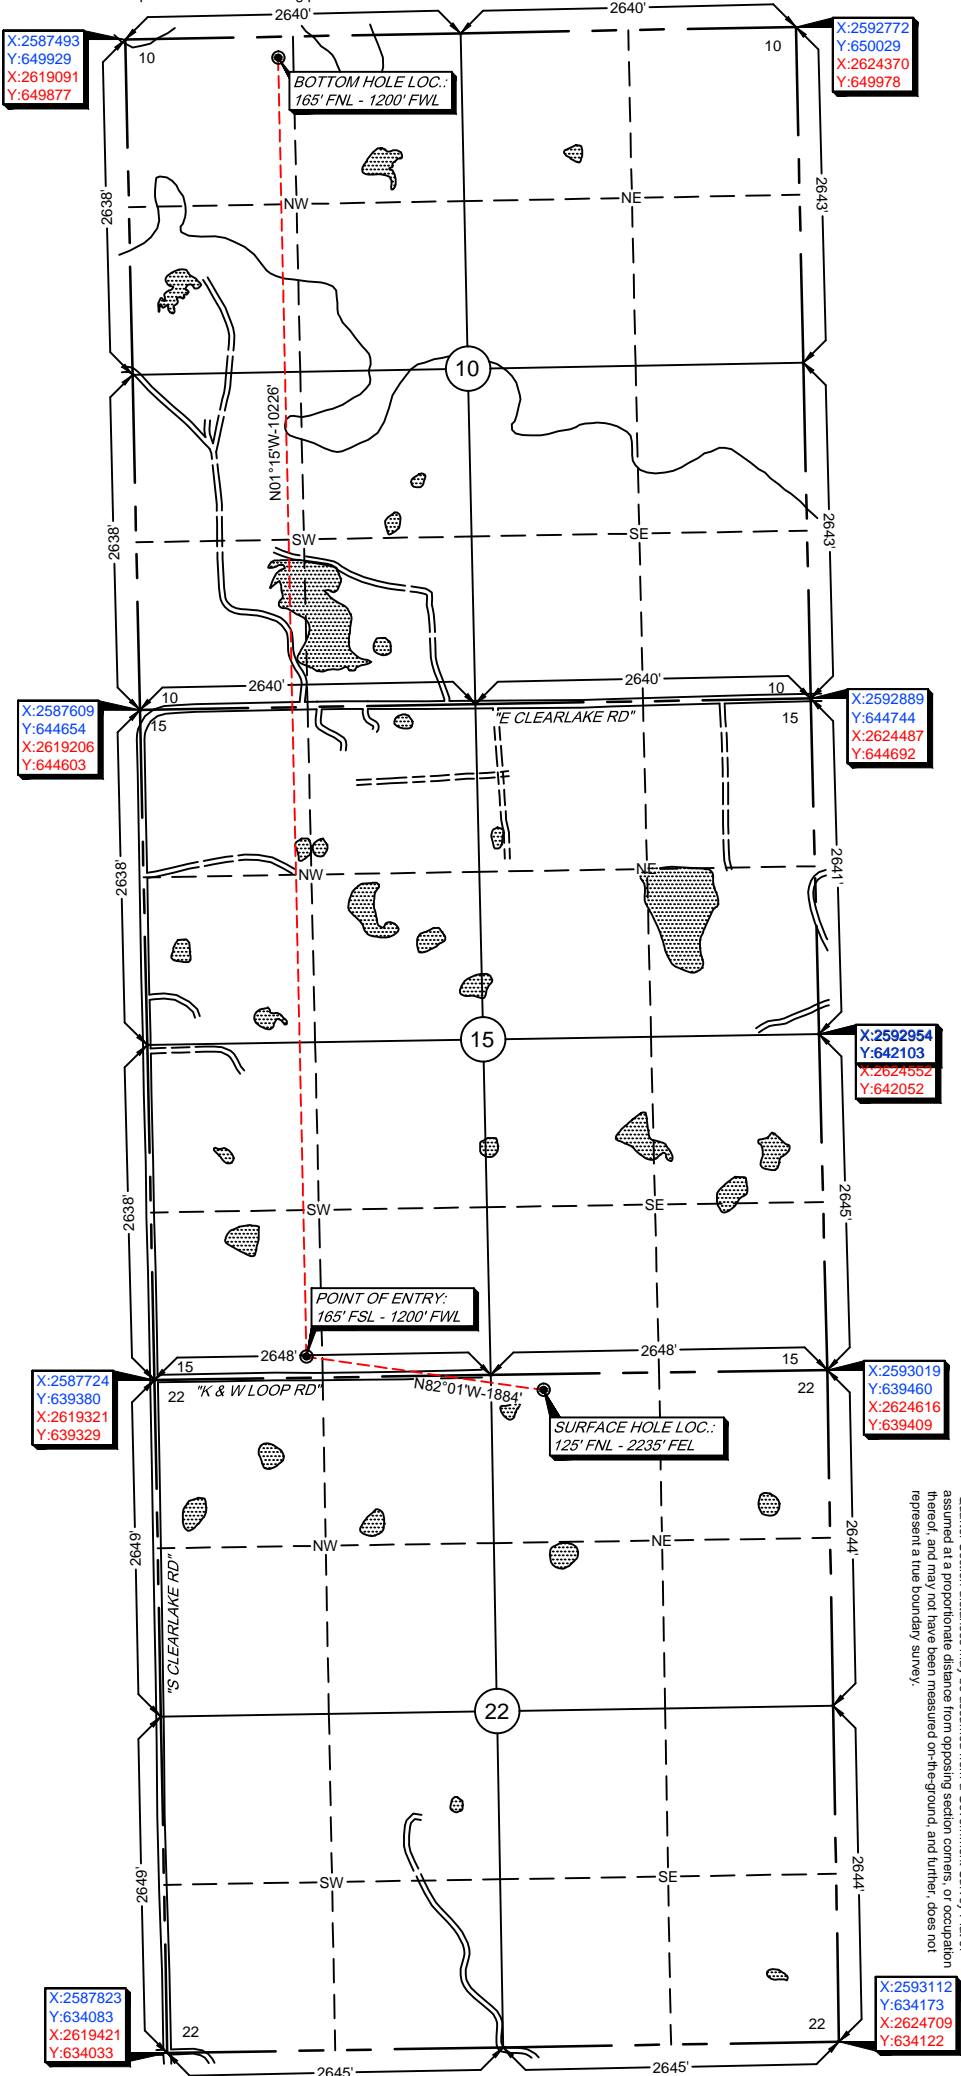 2640'
2640'
X:2587493
Y:649929
X:2619091
Y:649877
10
10
X:2592772
Y:650029
X:2624370
Y:649978
BOTTOM HOLE LOC.:
165' FNL - 1200' FWL
2638'
NW
NE
2643'
10
N01°15'W-10226'
2638'
SW
SE
2643'
2640'
2640'
10
10
X:2587609
Y:644654
X:2619206
Y:644603
15
"E CLEARLAKE RD"
15
X:2592889
Y:644744
X:2624487
Y:644692
2638'
NW
NE
2641'
15
X:2592954
Y:642103
X:2624552
Y:642052
2638'
SW
SE
2645'
POINT OF ENTRY:
165' FSL - 1200' FWL
15
2648'
2648'
15
X:2587724
Y:639380
X:2619321
Y:639329
22
"K & W LOOP RD"
N82°01'W-1884'
22
X:2593019
Y:639460
X:2624616
Y:639409
SURFACE HOLE LOC.:
125' FNL - 2235' FEL
assumed at a proportionate distance from opposing section corners, or occupation
thereof, and may not have been measured on-the-ground, and further, does not
represent a true boundary survey.
2649'
NW
NE
2644'
"S CLEARLAKE RD"
22
2649'
SW
SE
2644'
X:2587823
Y:634083
X:2619421
Y:634033
22
22
X:2593112
Y:634173
X:2624709
Y:634122
2645'
2645'